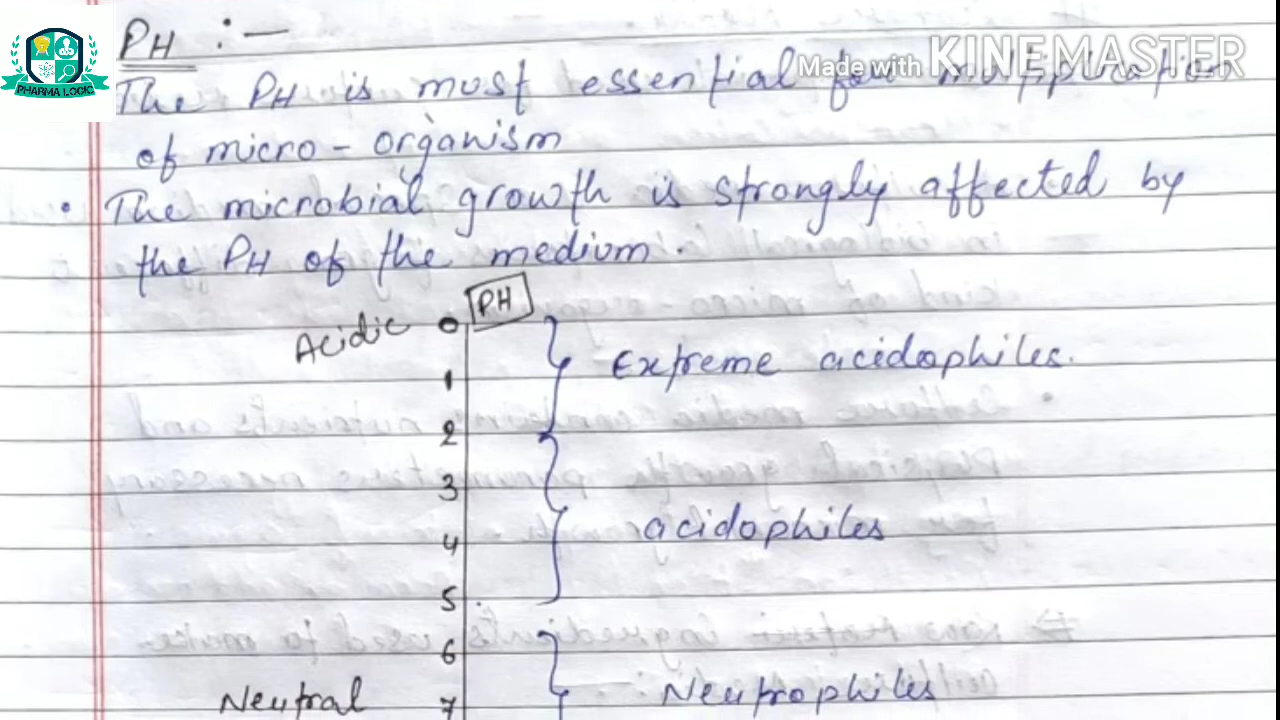 PH :-
Made with KINEMASTER
PHARMA LOGIC
The PH is most essential for multiplication
of micro - organism
• The microbial growth is strongly affected by
the PH of the medium.
PH
Acidic 0
Extreme acidophiles.
1
2
3
acidophiles
4
5
6
Neutrophiles
Neutral 7